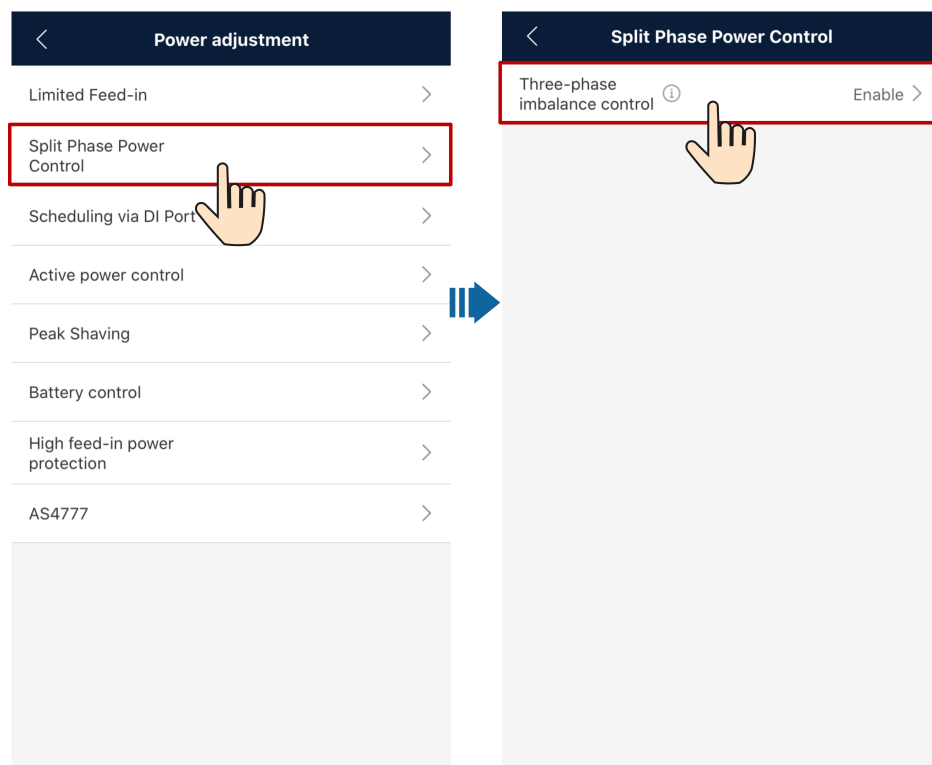 Power adjustment
Limited Feed-in
Split Phase Power
Control
Scheduling via DI Port
Active power control
Peak Shaving
Battery control
High feed-in power
protection
AS4777
Split Phase Power Control
Three-phase
imbalance control
Enable